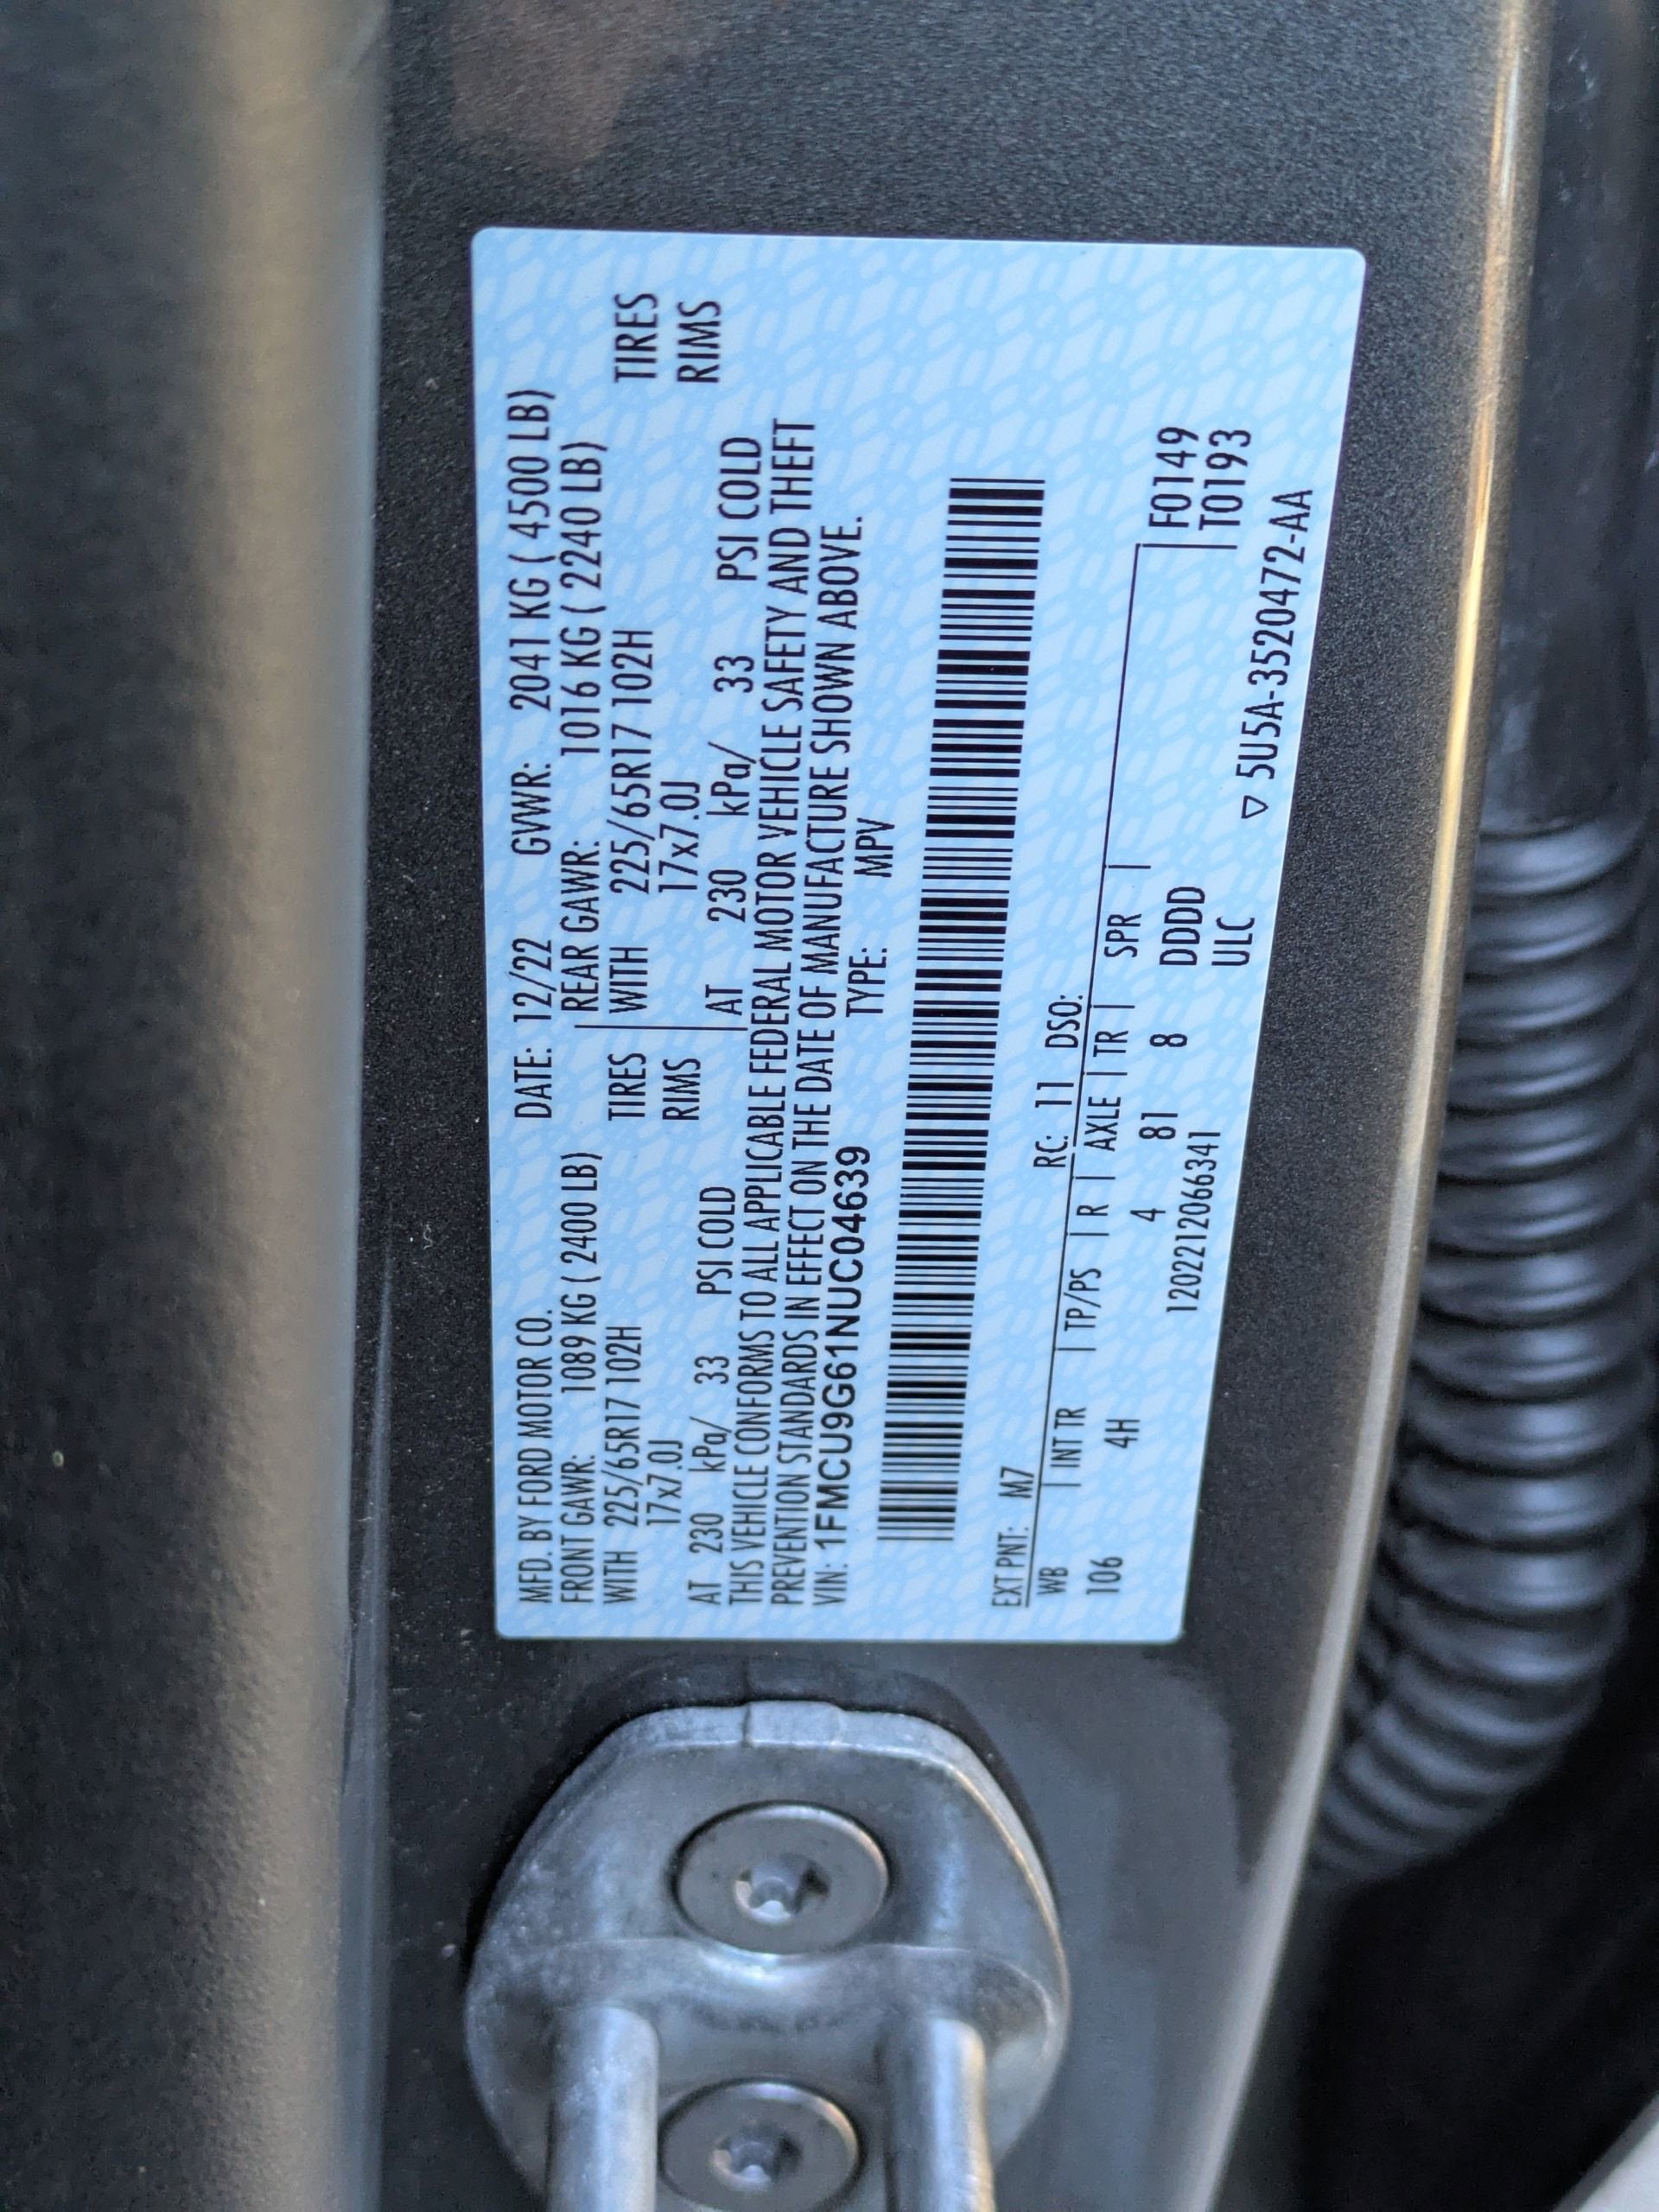 MFD. BY FORD MOTOR CO. DATE: 12/22 GVWR: 2041 KG ( 4500 LB)
FRONT GAWR: 1089 KG ( 2400 LB) REAR GAWR: 1016 KG ( 2240 LB)
WITH 225/65R17 102H TIRES WITH 225/65R17 102H TIRES
17x7.0J RIMS 17x7.0J RIMS
AT 230 kPa/ 33 PSI COLD AT 230 kPa/ 33 PSI COLD
THIS VEHICLE CONFORMS TO ALL APPLICABLE FEDERAL MOTOR VEHICLE SAFETY AND THEFT
PREVENTION STANDARDS IN EFFECT ON THE DATE OF MANUFACTURE SHOWN ABOVE.
VIN: 1FMCU9G61NUC04639 TYPE: MPV
EXT PNT: M7 RC: 11 DSO:
WB | INT TR | TP/PS | R | AXLE | TR | SPR | F0149
106 4H 4 81 8 DDDD T0193
1202212066341 ULC
▽ 5U5A-3520472-AA